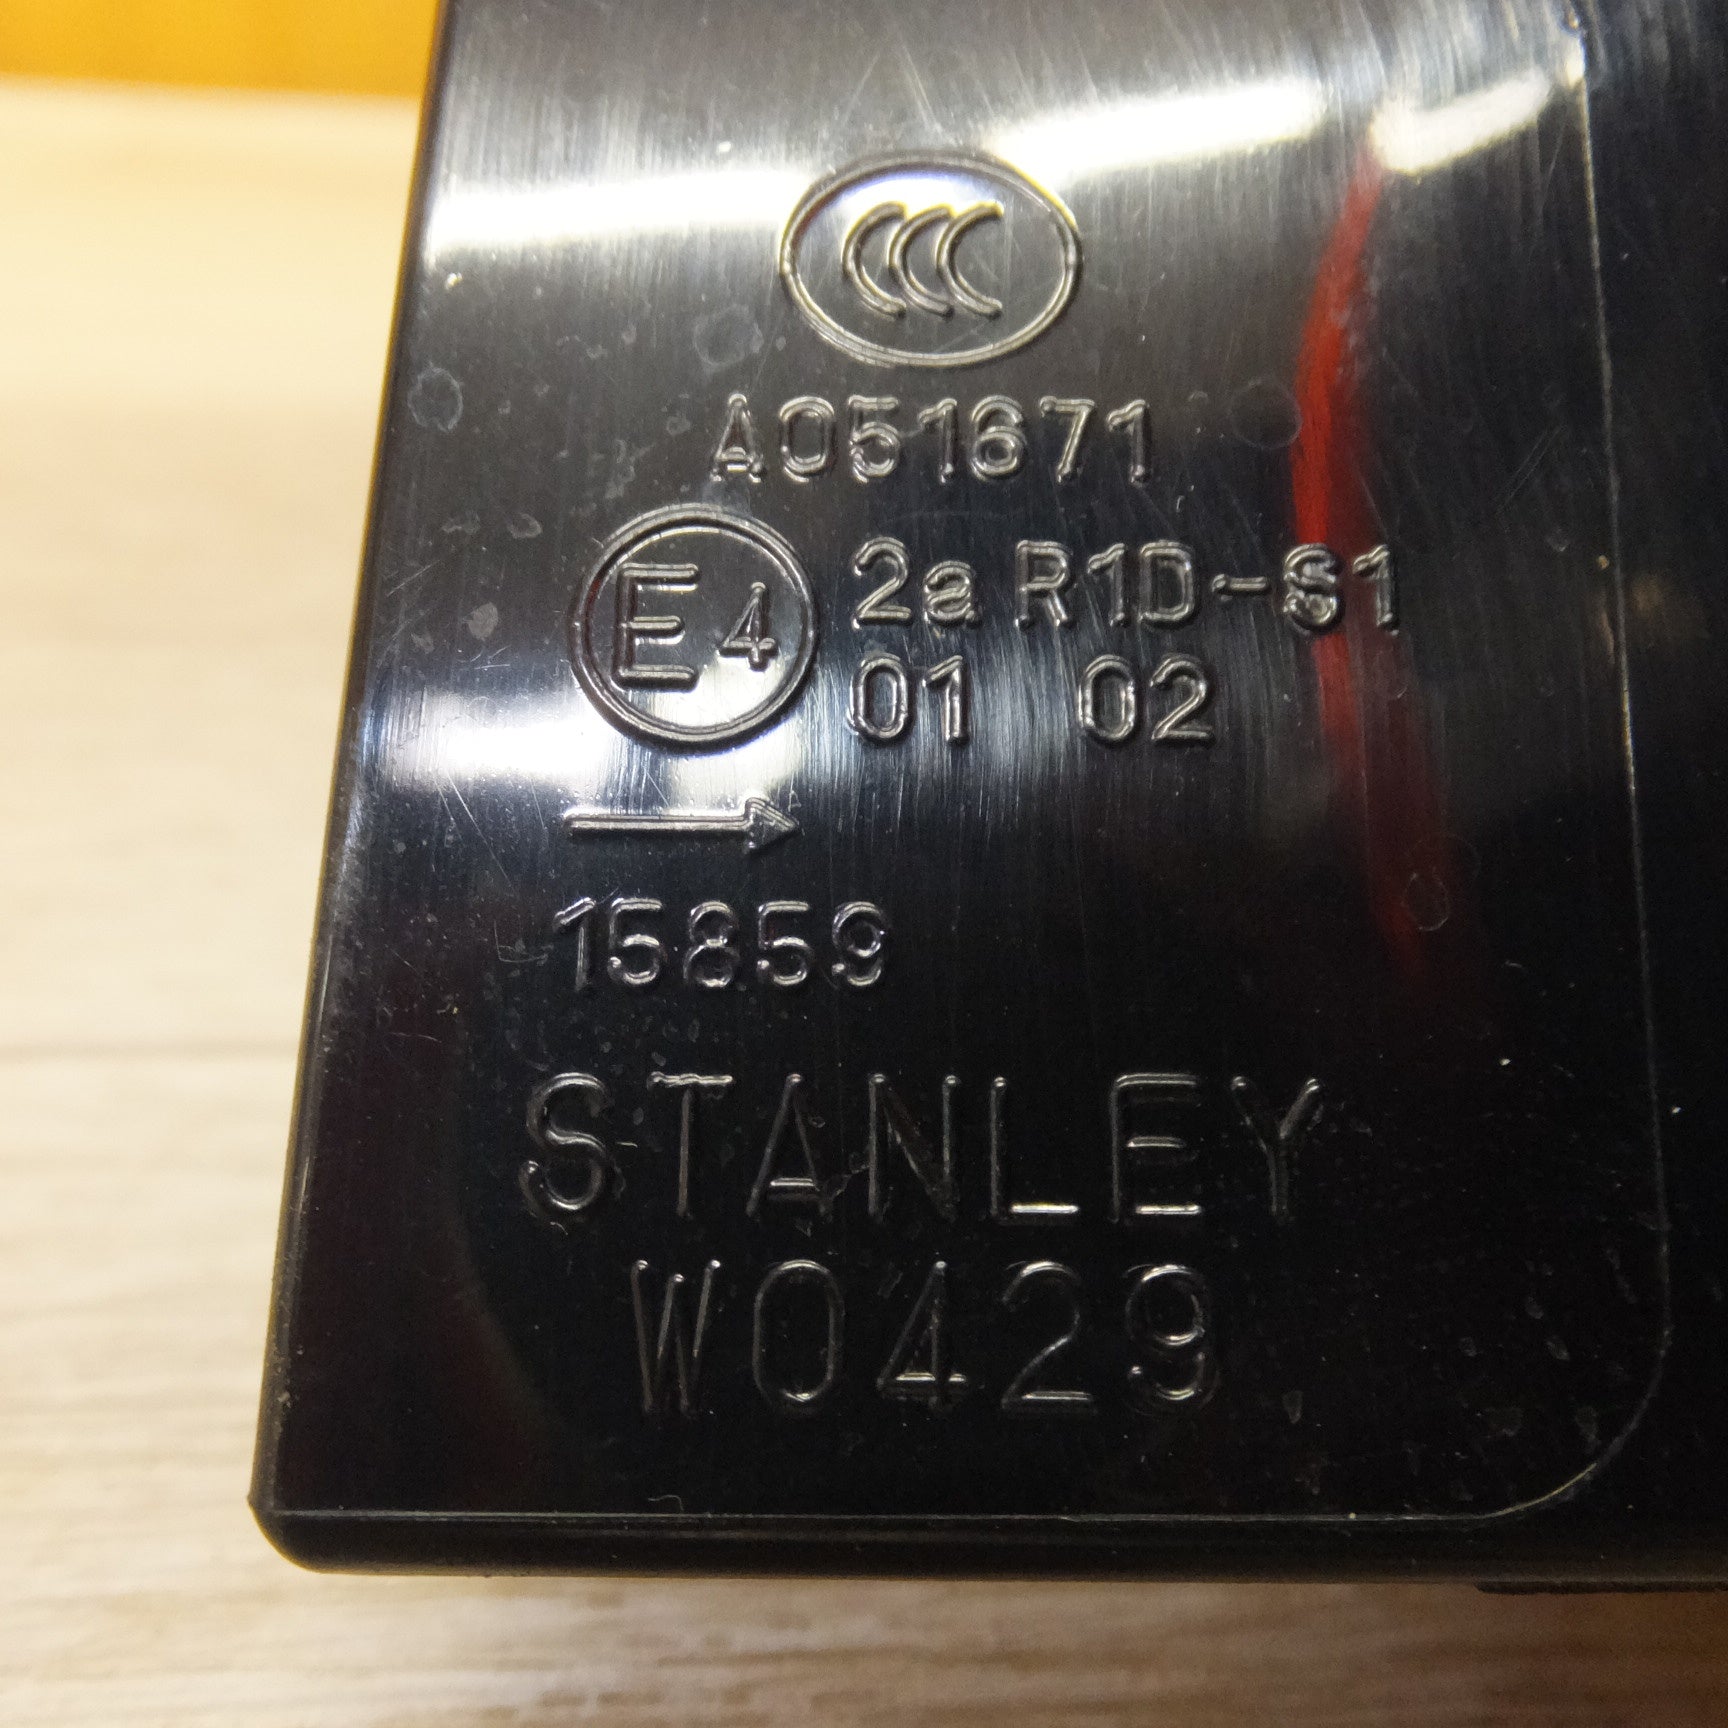 CCC
A051671
E4 2a R1D-S1
01 02
15859
STANLEY
W0429